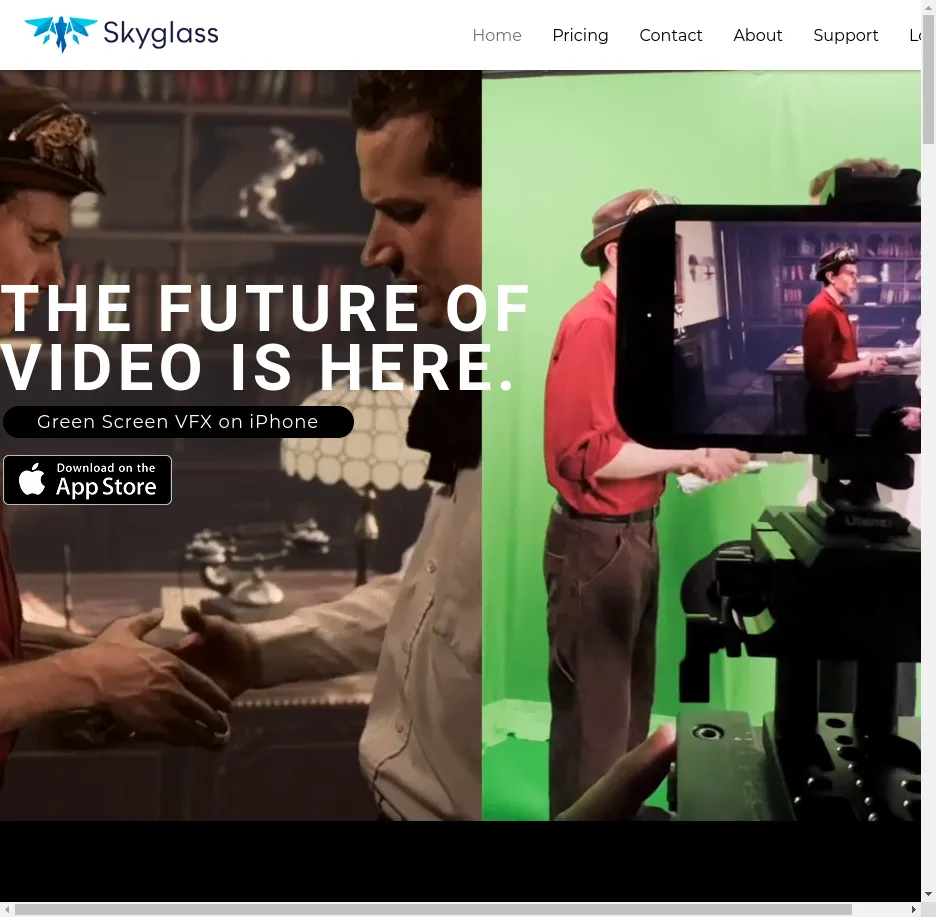 Skyglass
Home Pricing Contact About Support
THE FUTURE OF
VIDEO IS HERE.
Green Screen VFX on iPhone
Download on the
App Store